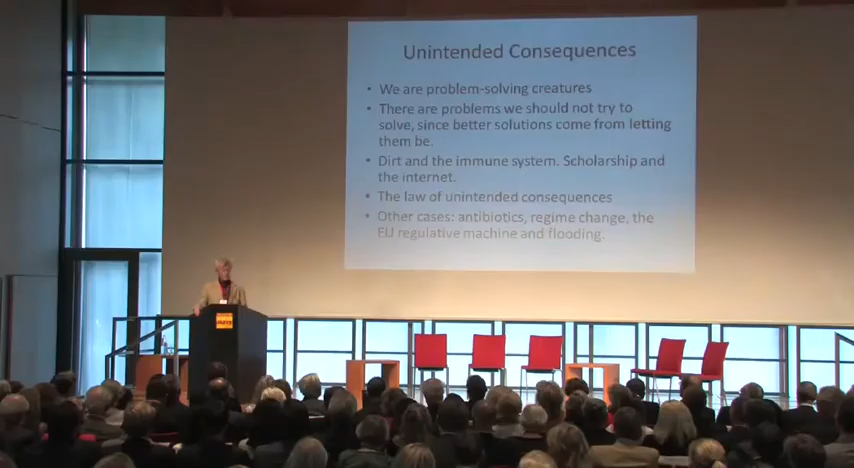 Unintended Consequences
• We are problem-solving creatures
• There are problems we should not try to
solve, since better solutions come from letting
them be.
• Dirt and the immune system. Scholarship and
the internet.
• The law of unintended consequences
• Other cases: antibiotics, regime change, the
EU regulative machine and flooding.